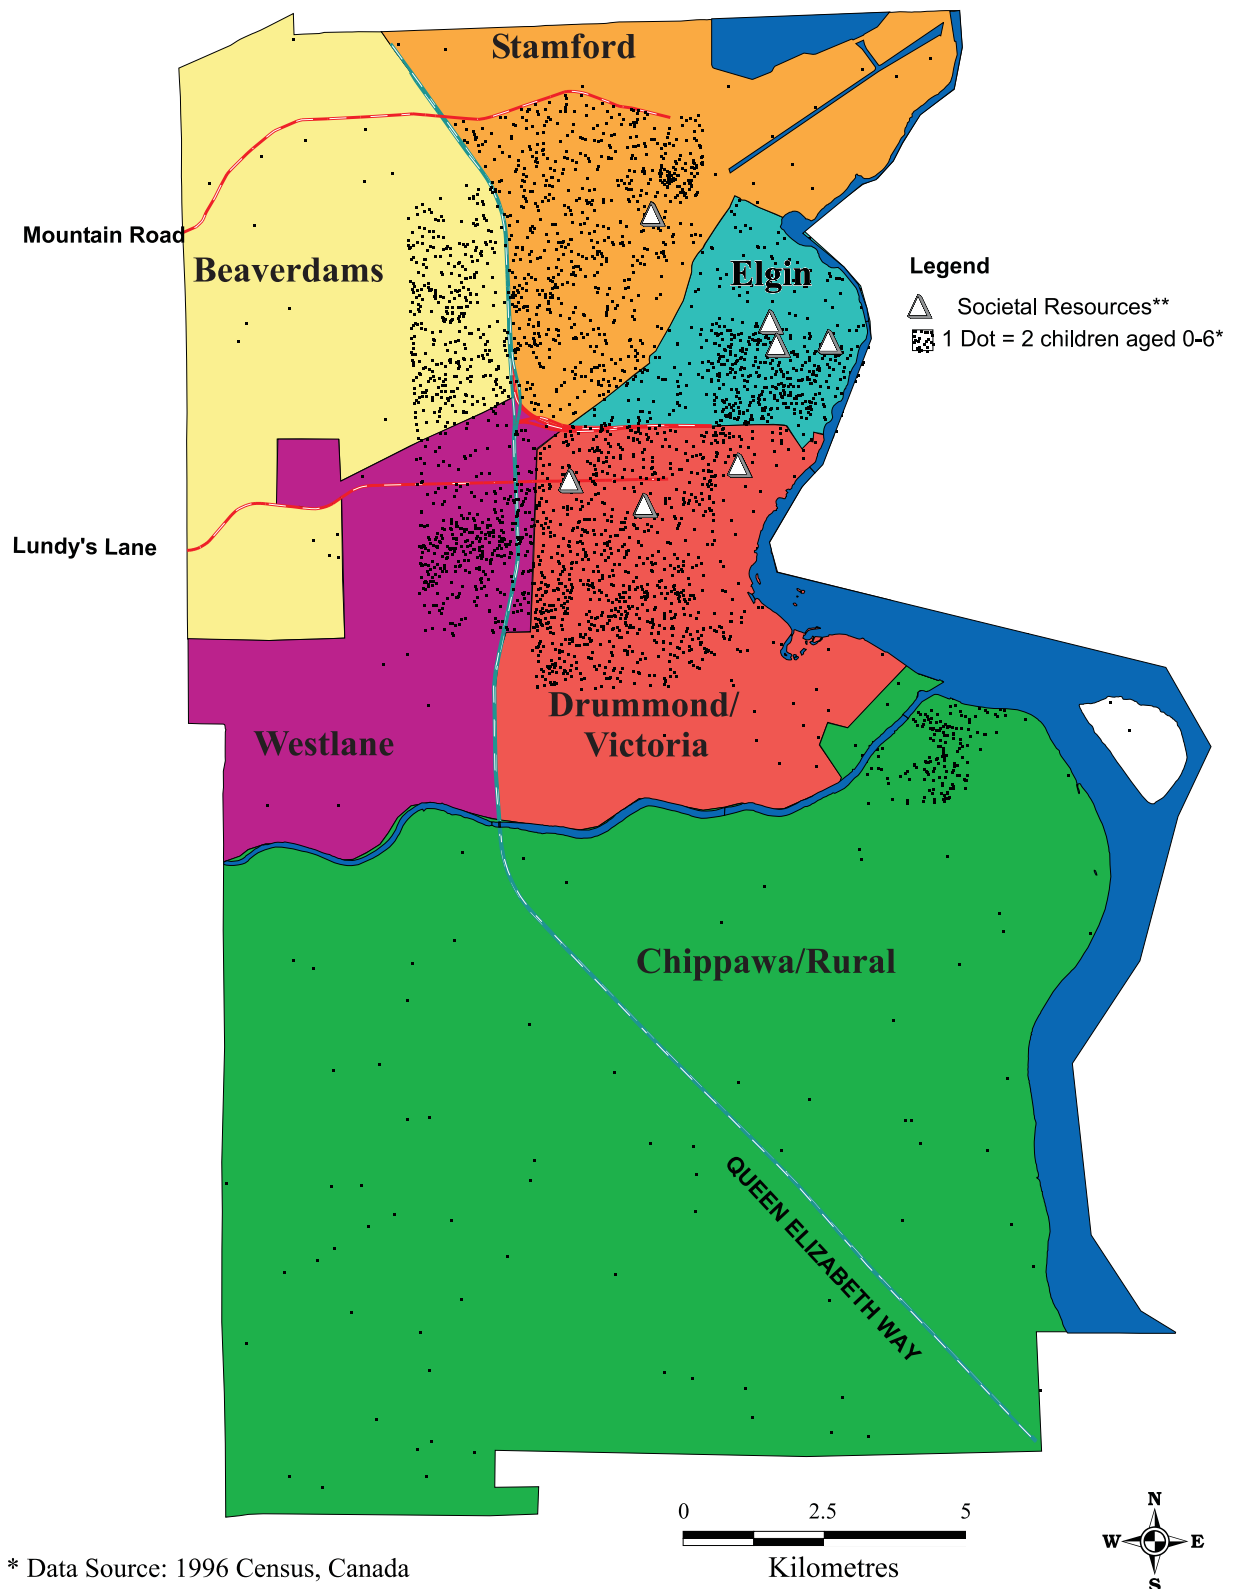 Stamford
Mountain Road
Beaverdams
Elgin
Legend
Societal Resources**
1 Dot = 2 children aged 0-6*
Lundy's Lane
Drummond/
Victoria
Westlane
Chippawa/Rural
QUEEN ELIZABETH WAY
0 2.5 5
Kilometres
N
W E
S
* Data Source: 1996 Census, Canada